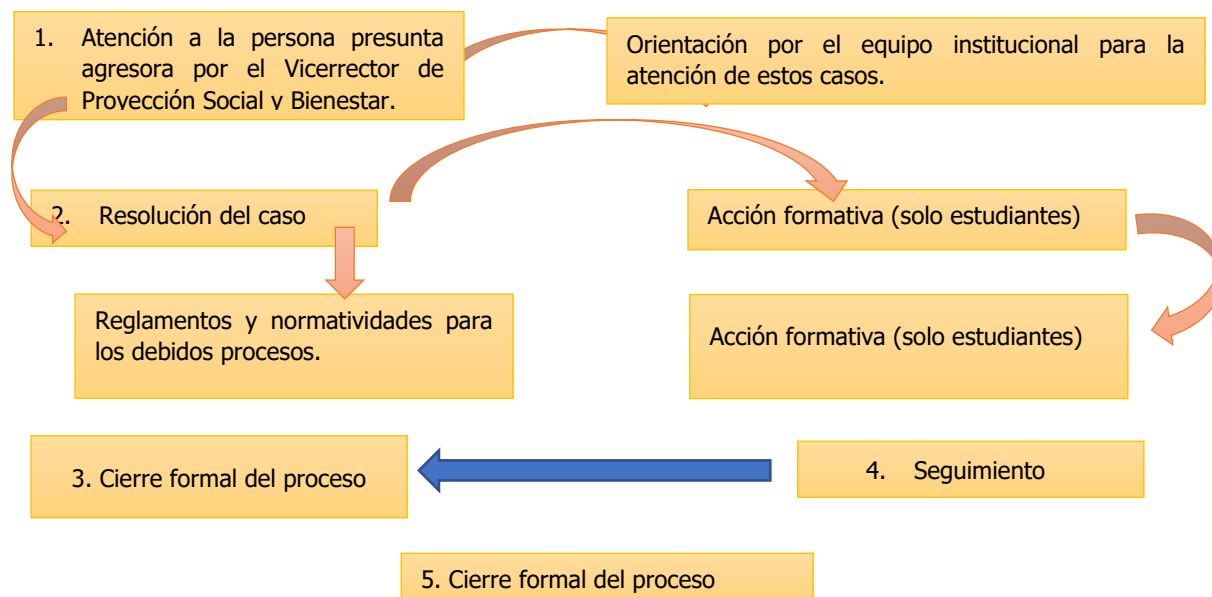 1. Atención a la persona presunta
agresora por el Vicerrector de
Proyección Social y Bienestar.
Orientación por el equipo institucional para la
atención de estos casos.
2. Resolución del caso
Acción formativa (solo estudiantes)
Reglamentos y normatividades para
los debidos procesos.
Acción formativa (solo estudiantes)
3. Cierre formal del proceso
4. Seguimiento
5. Cierre formal del proceso